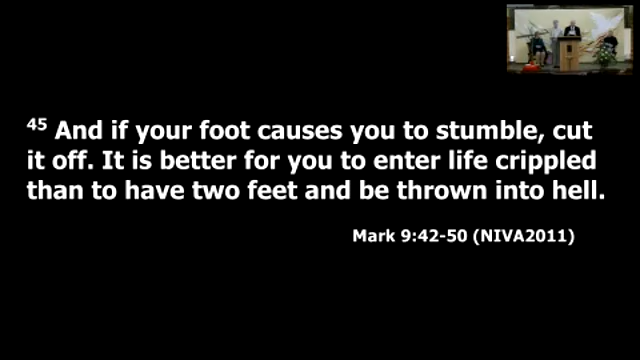 45 And if your foot causes you to stumble, cut
it off. It is better for you to enter life crippled
than to have two feet and be thrown into hell.
Mark 9:42-50 (NIVA2011)